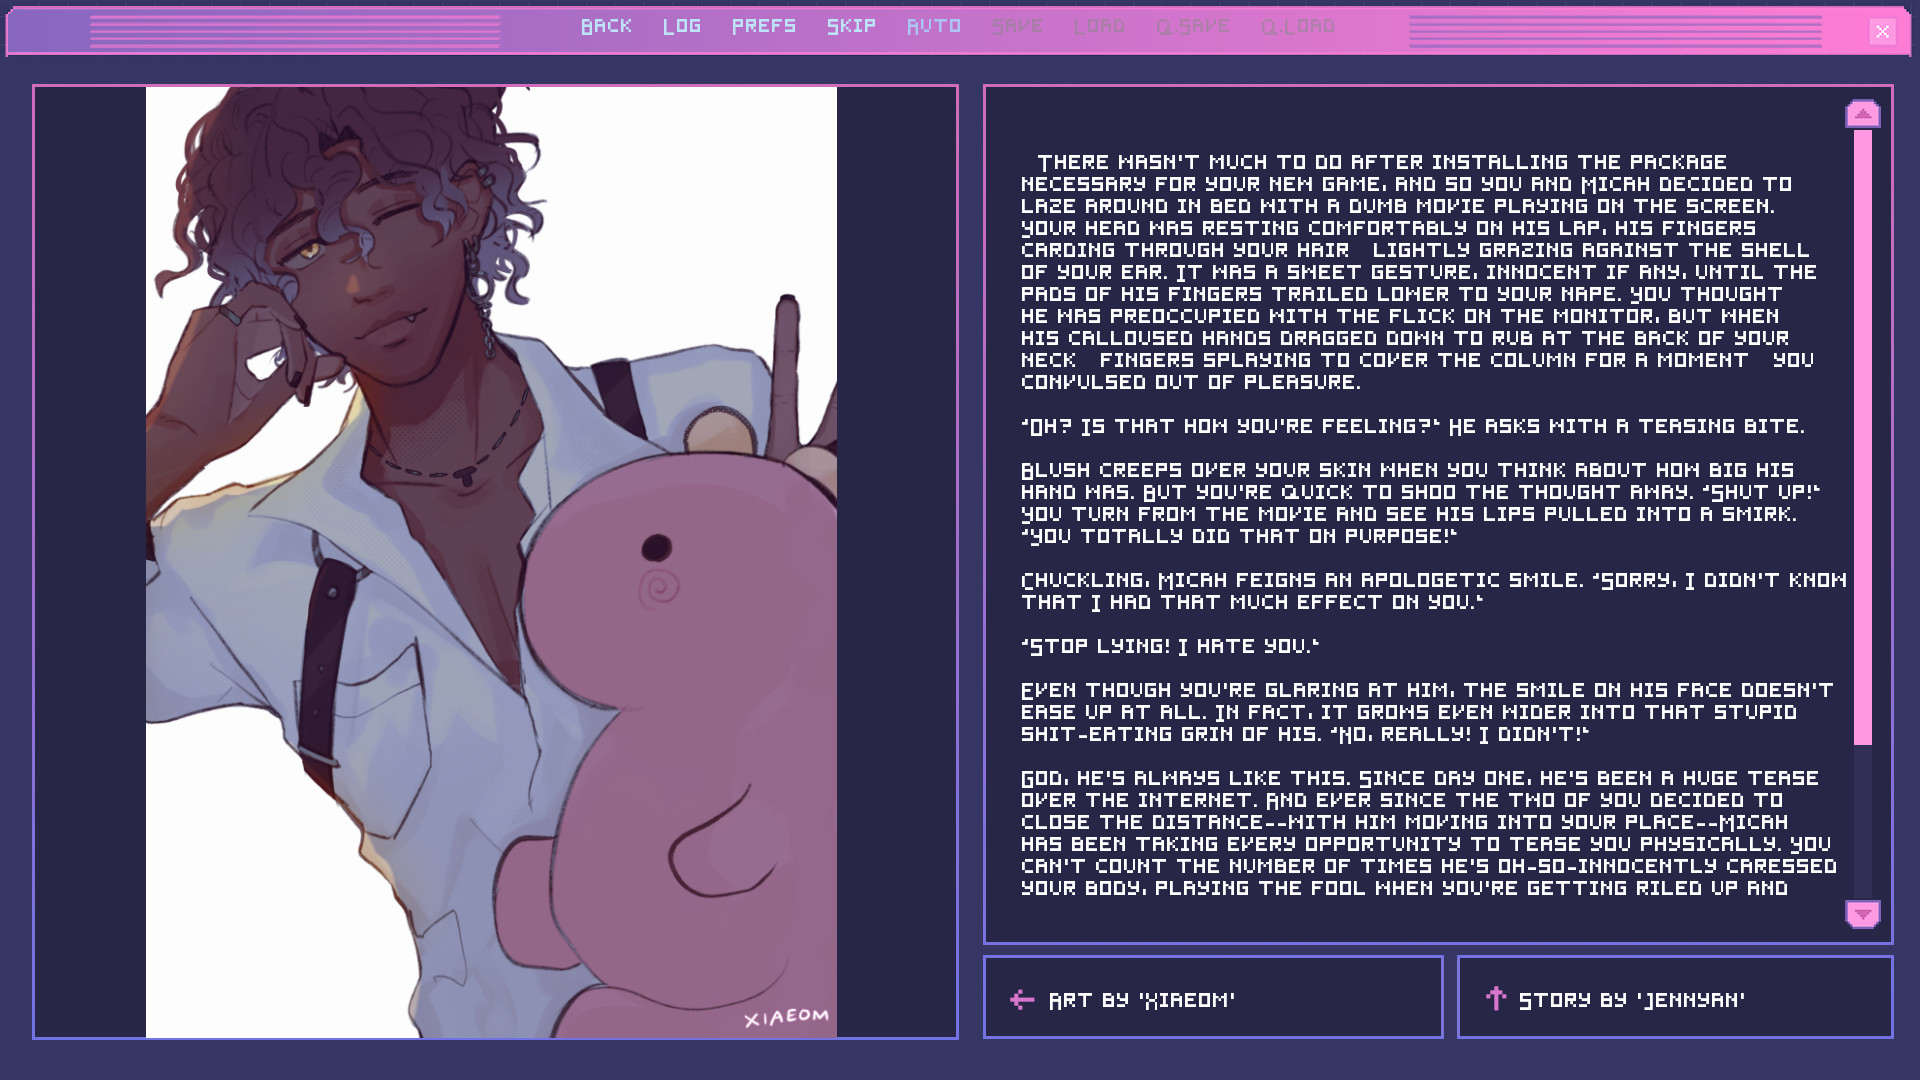 Back Log Prefs Skip Auto Save Load Q.Save Q.Load
There wasn't much to do after installing the package
necessary for your new game, and so you and Micah decided to
laze around in bed with a dumb movie playing on the screen.
Your head was resting comfortably on his lap, his fingers
carding through your hair  lightly grazing against the shell
of your ear. It was a sweet gesture, innocent if any, until the
pads of his fingers trailed lower to your nape. You thought
he was preoccupied with the flick on the monitor, but when
his calloused hands dragged down to rub at the back of your
neck  fingers splaying to cover the column for a moment  you
convulsed out of pleasure.
"Oh? Is that how you're feeling?" He asks with a teasing bite.
Blush creeps over your skin when you think about how big his
hand was. But you're quick to shoo the thought away. "Shut up!"
You turn from the movie and see his lips pulled into a smirk.
"You totally did that on purpose!"
Chuckling, Micah feigns an apologetic smile. "Sorry, I didn't know
that I had that much effect on you."
"Stop lying! I hate you."
Even though you're glaring at him, the smile on his face doesn't
ease up at all. In fact, it grows even wider into that stupid
shit-eating grin of his. "No, really! I didn't!"
God, he's always like this. Since day one, he's been a huge tease
over the internet. And ever since the two of you decided to
close the distance--with him moving into your place--Micah
has been taking every opportunity to tease you physically. You
can't count the number of times he's oh-so-innocently caressed
your body, playing the fool when you're getting riled up and
XIAEOM
Art by 'Xiaeom'
Story by 'Jennyan'